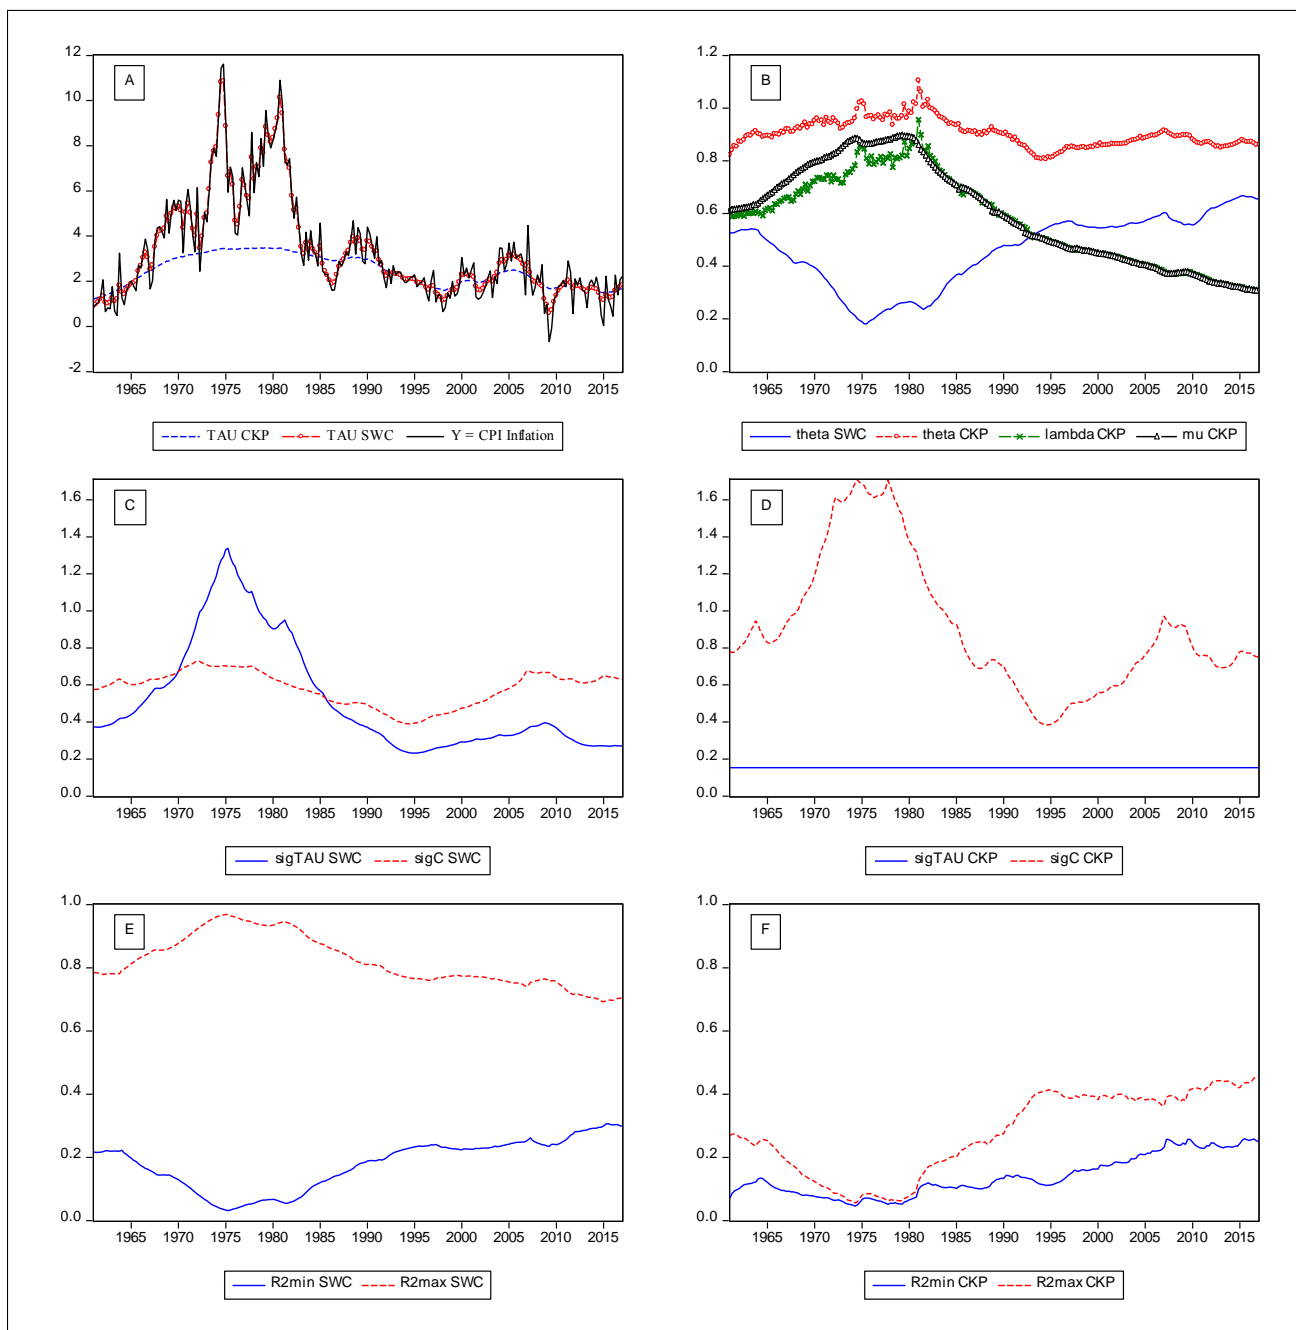 A
12
10
8
6
4
2
0
-2
1965 1970 1975 1980 1985 1990 1995 2000 2005 2010 2015
TAU CKP TAU SWC Y = CPI Inflation
B
1.2
1.0
0.8
0.6
0.4
0.2
0.0
1965 1970 1975 1980 1985 1990 1995 2000 2005 2010 2015
theta SWC theta CKP lambda CKP mu CKP
C
1.6
1.4
1.2
1.0
0.8
0.6
0.4
0.2
0.0
1965 1970 1975 1980 1985 1990 1995 2000 2005 2010 2015
sigTAU SWC sigC SWC
D
1.6
1.4
1.2
1.0
0.8
0.6
0.4
0.2
0.0
1965 1970 1975 1980 1985 1990 1995 2000 2005 2010 2015
sigTAU CKP sigC CKP
E
1.0
0.8
0.6
0.4
0.2
0.0
1965 1970 1975 1980 1985 1990 1995 2000 2005 2010 2015
R2min SWC R2max SWC
F
1.0
0.8
0.6
0.4
0.2
0.0
1965 1970 1975 1980 1985 1990 1995 2000 2005 2010 2015
R2min CKP R2max CKP